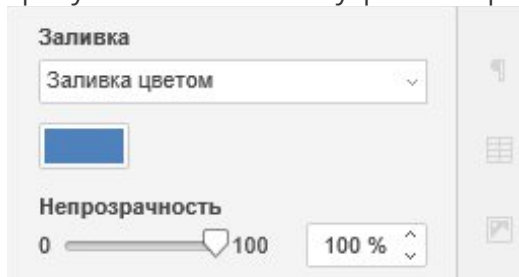 Заливка
Заливка цветом
Непрозрачность
0 100 100 %